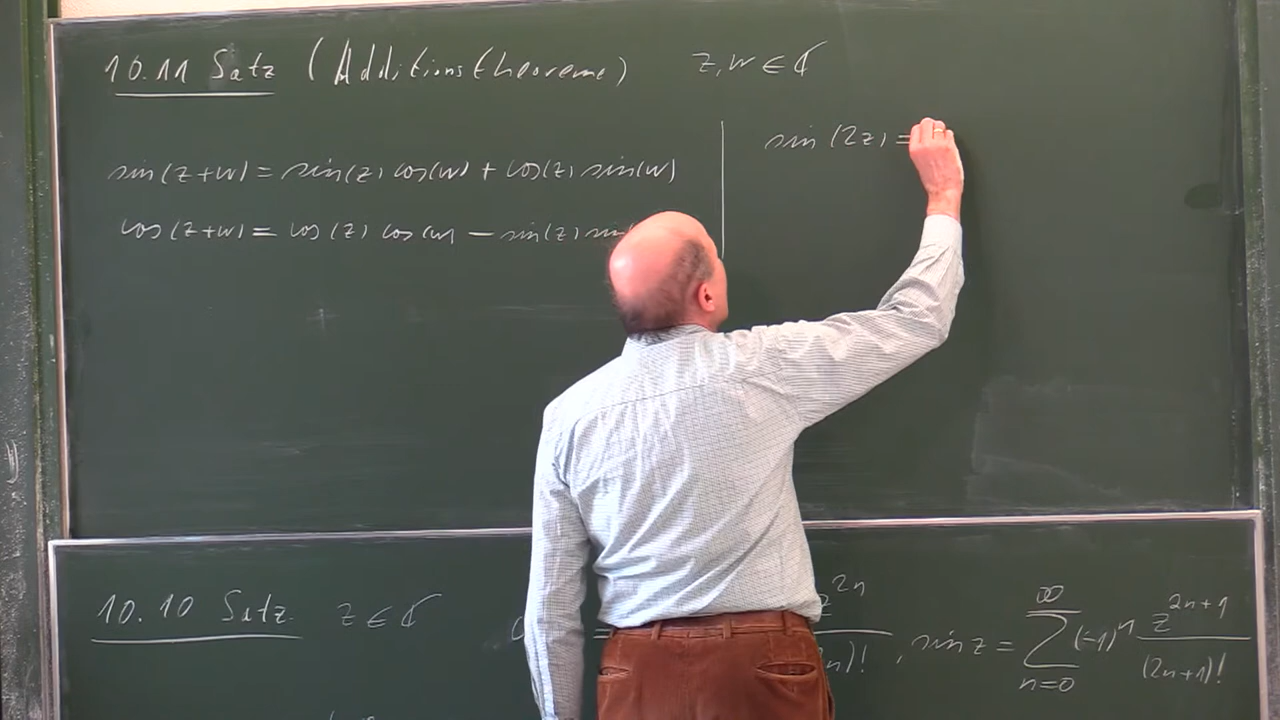 10.11 Satz (Additionstheoreme) z, w ∈ ℂ
sin(z+w) = sin(z) cos(w) + cos(z) sin(w)
cos(z+w) = cos(z) cos(w) − sin(z)
sin(2z) =
10.10 Satz. z ∈ ℂ
, sin z = ∑_{n=0}^{∞} (-1)^n z^{2n+1} / (2n+1)!